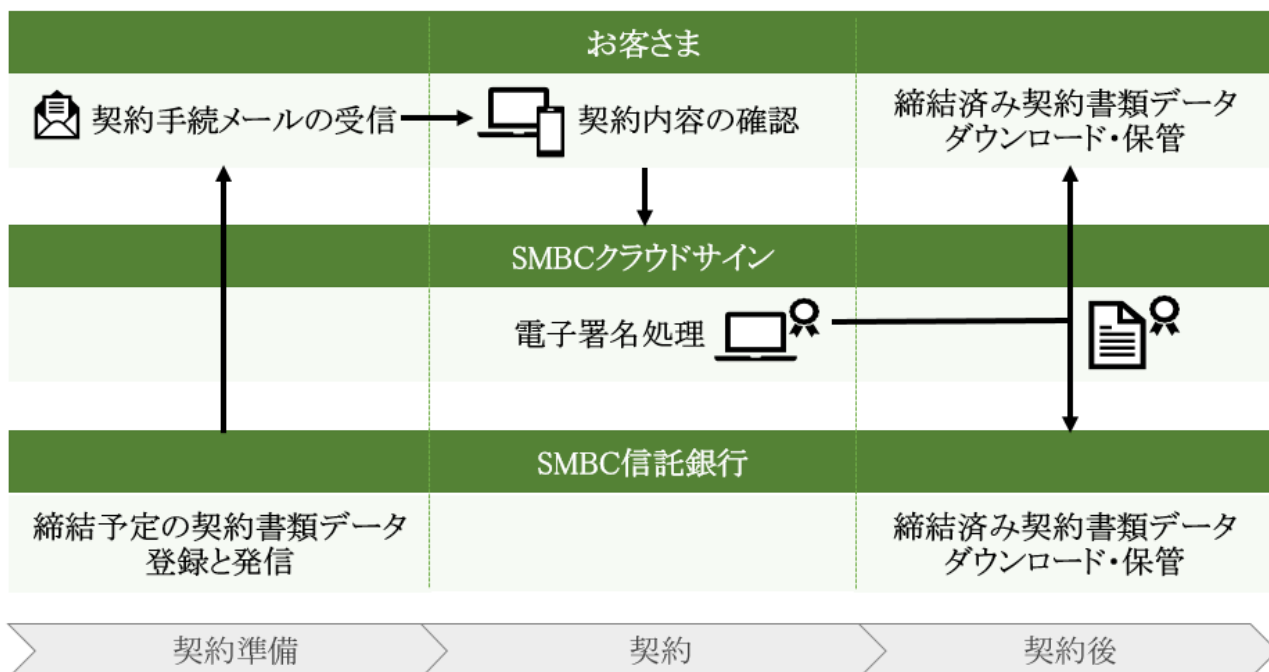 お客さま
契約手続メールの受信
契約内容の確認
締結済み契約書類データ
ダウンロード・保管
SMBCクラウドサイン
電子署名処理
SMBC信託銀行
締結予定の契約書類データ
登録と発信
締結済み契約書類データ
ダウンロード・保管
契約準備
契約
契約後